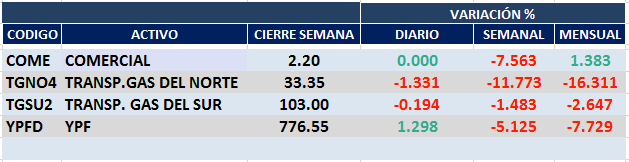 VARIACIÓN %
CODIGO ACTIVO CIERRE SEMANA DIARIO SEMANAL MENSUAL
COME COMERCIAL 2.20 0.000 -7.563 1.383
TGNO4 TRANSP.GAS DEL NORTE 33.35 -1.331 -11.773 -16.311
TGSU2 TRANSP. GAS DEL SUR 103.00 -0.194 -1.483 -2.647
YPFD YPF 776.55 1.298 -5.125 -7.729